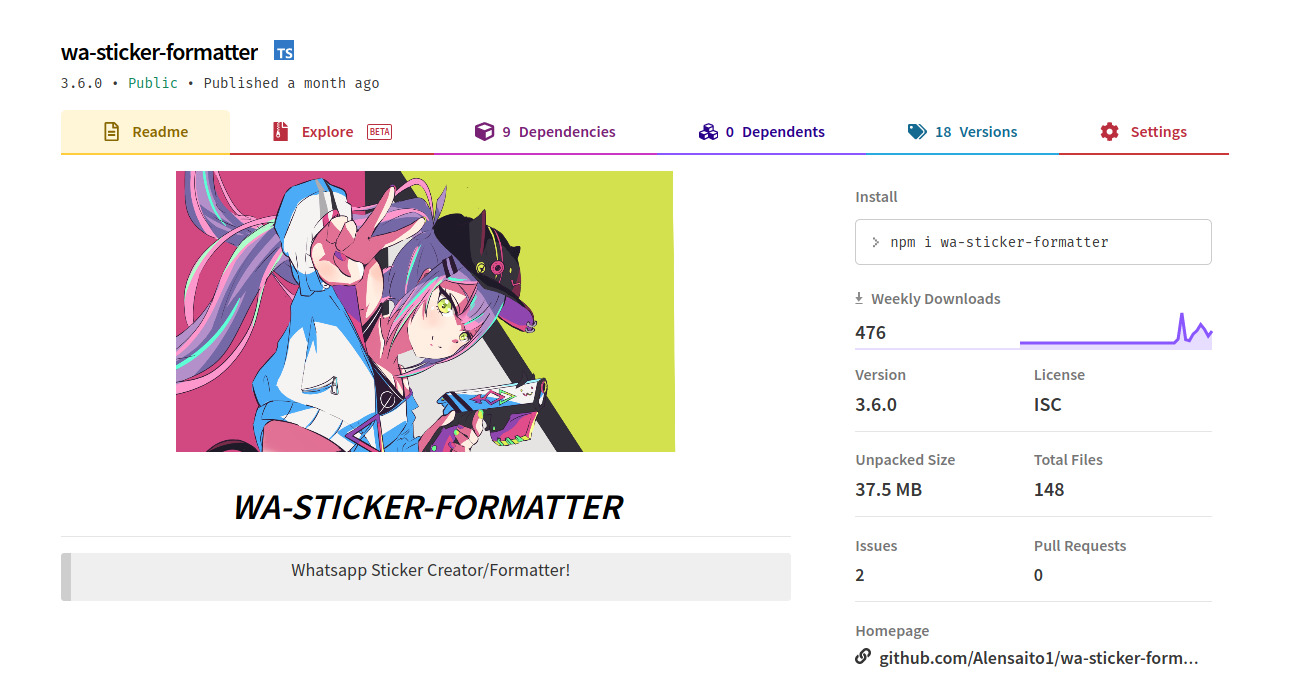 wa-sticker-formatter TS
3.6.0 • Public • Published a month ago
Readme
Explore BETA
9 Dependencies
0 Dependents
18 Versions
Settings
WA-STICKER-FORMATTER
Whatsapp Sticker Creator/Formatter!
Install
> npm i wa-sticker-formatter
Weekly Downloads
476
Version License
3.6.0 ISC
Unpacked Size Total Files
37.5 MB 148
Issues Pull Requests
2 0
Homepage
github.com/Alensaito1/wa-sticker-form...